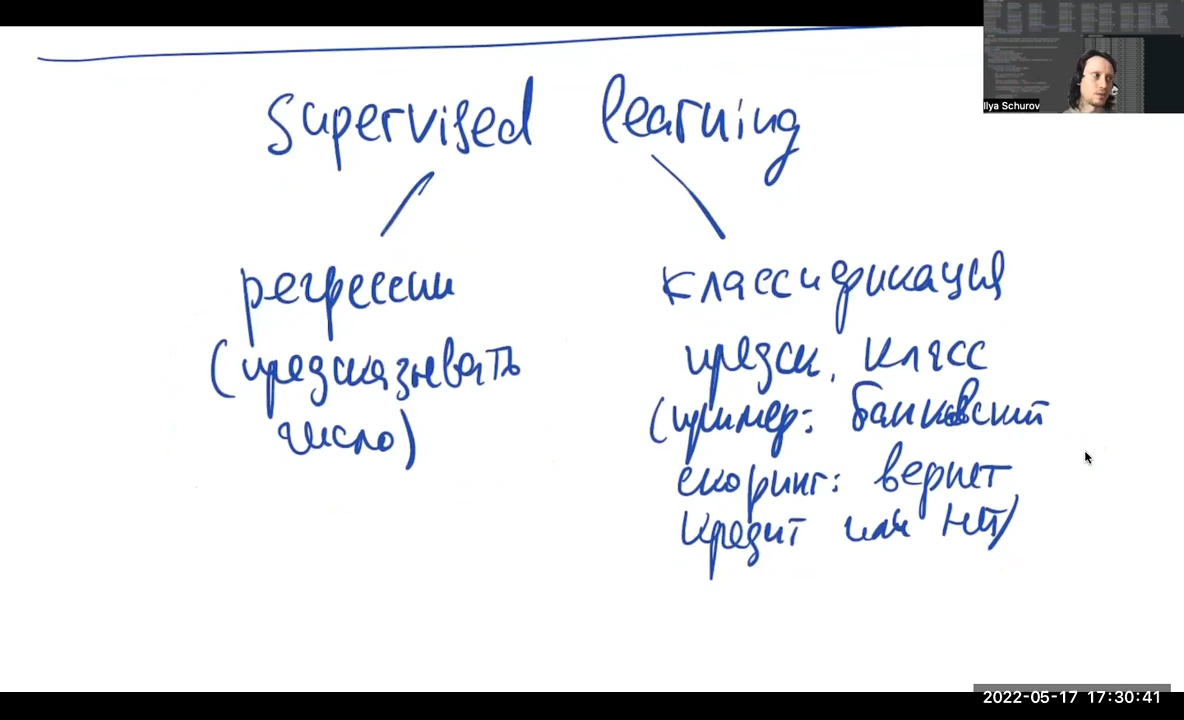 Ilya Schurov
supervised learning
регрессии
(предсказывать
число)
классификация
предск. класс
(пример: банковский
скоринг: вернет
кредит или нет)
2022-05-17 17:30:41